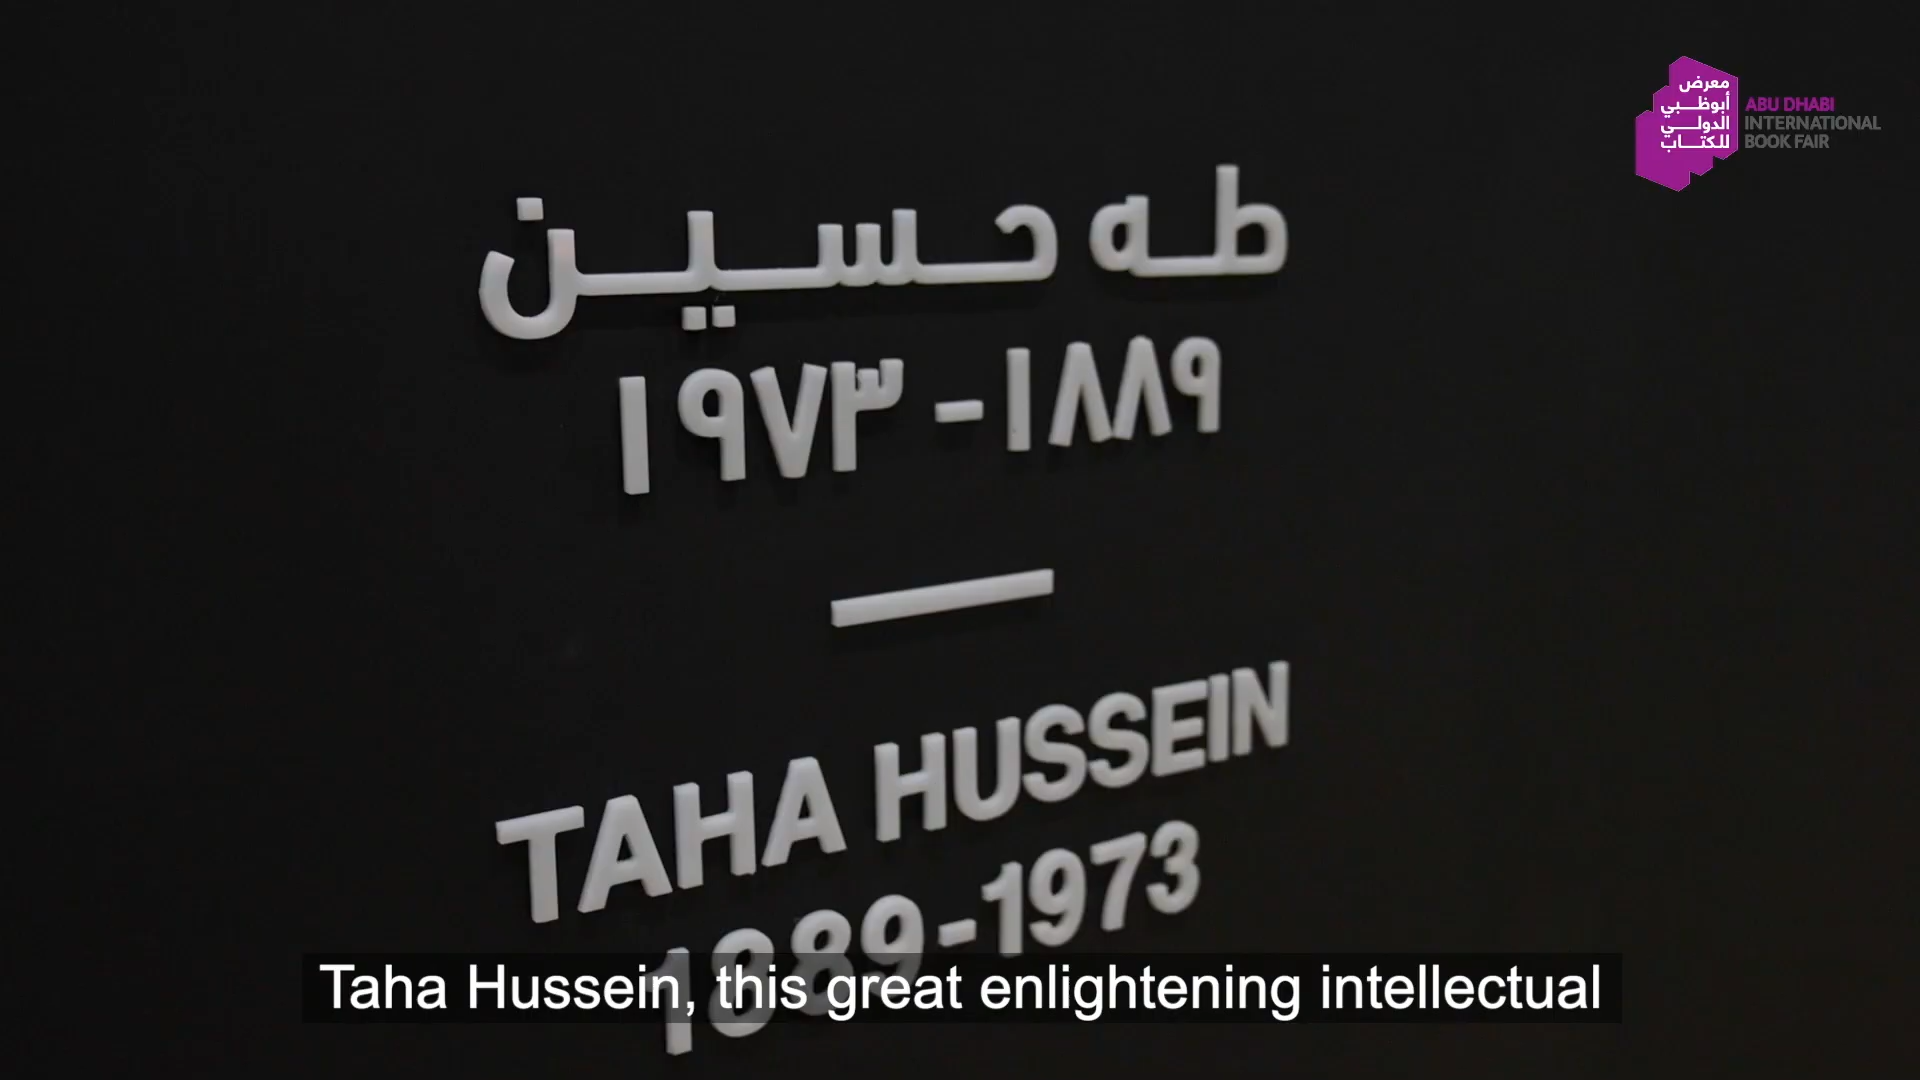 معرض
أبوظبي
الدولي
للكتاب
ABU DHABI
INTERNATIONAL
BOOK FAIR
طه حسين
١٨٨٩ - ١٩٧٣
TAHA HUSSEIN
1889-1973
Taha Hussein, this great enlightening intellectual